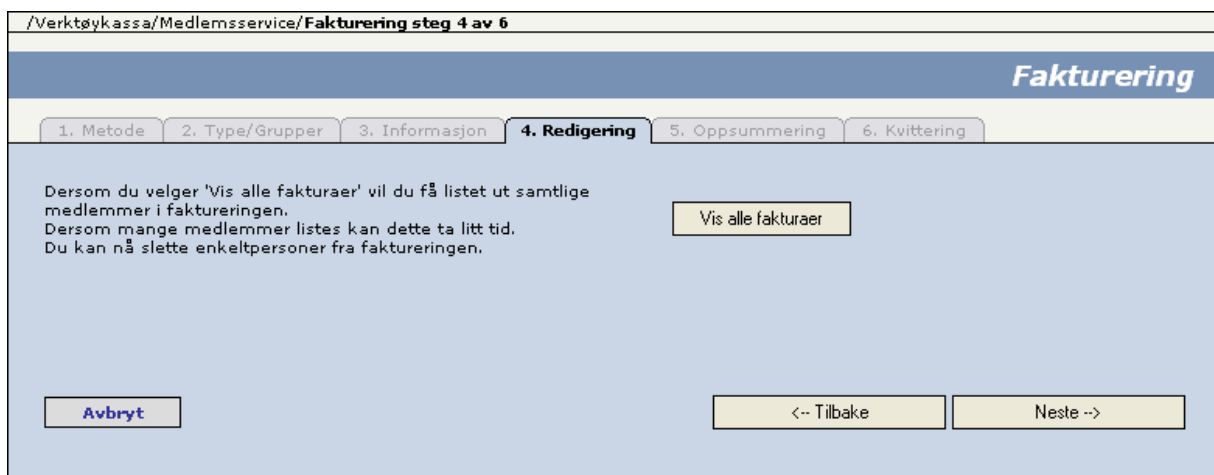 /Verktøykassa/Medlemsservice/Fakturering steg 4 av 6
Fakturering
1. Metode 2. Type/Grupper 3. Informasjon 4. Redigering 5. Oppsummering 6. Kvittering
Dersom du velger 'Vis alle fakturaer' vil du få listet ut samtlige
medlemmer i faktureringen.
Dersom mange medlemmer listes kan dette ta litt tid.
Du kan nå slette enkeltpersoner fra faktureringen.
Vis alle fakturaer
Avbryt <-- Tilbake Neste -->